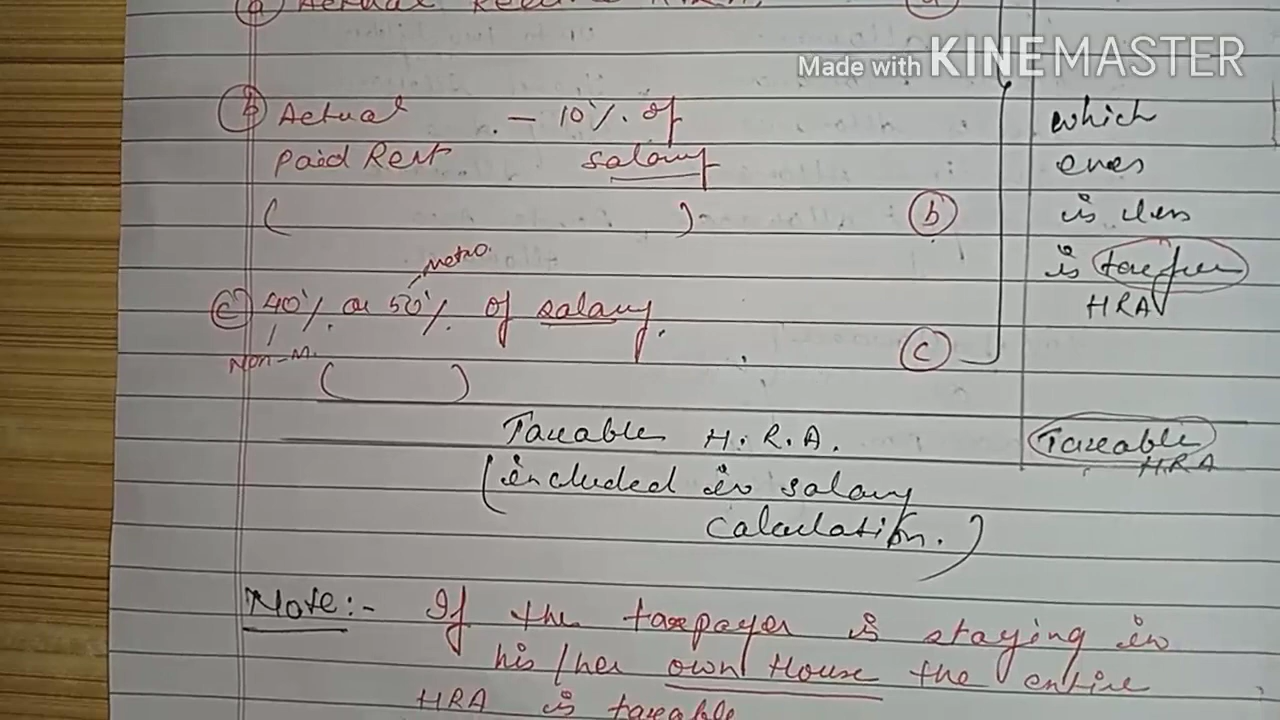 (a) Actual H.R.A. (a)
Made with KINEMASTER
(b) Actual — 10%. of which
Paid Rent salary ever
( ) (b) is less
Metro. is tax free
(c) 40%. or 50%. of salary. HRA
Non-M. (c)
( )
Taxable H.R.A. Taxable
(included in salary HRA
calculation.)
Note:- If the taxpayer is staying in
his/her own House the entire
HRA is taxable